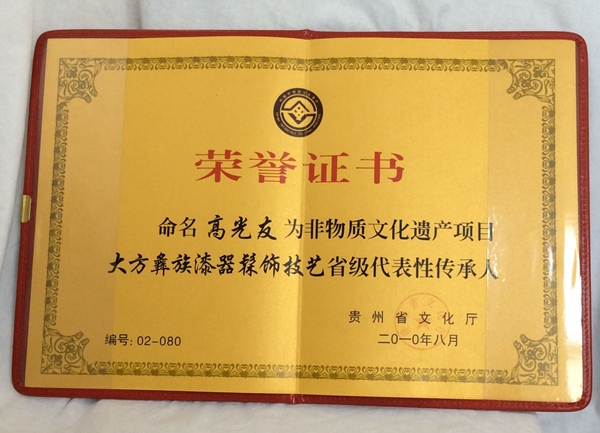 荣誉证书
命名高光友为非物质文化遗产项目
大方彝族漆器髹饰技艺省级代表性传承人
贵州省文化厅
编号：02-080
二〇一〇年八月